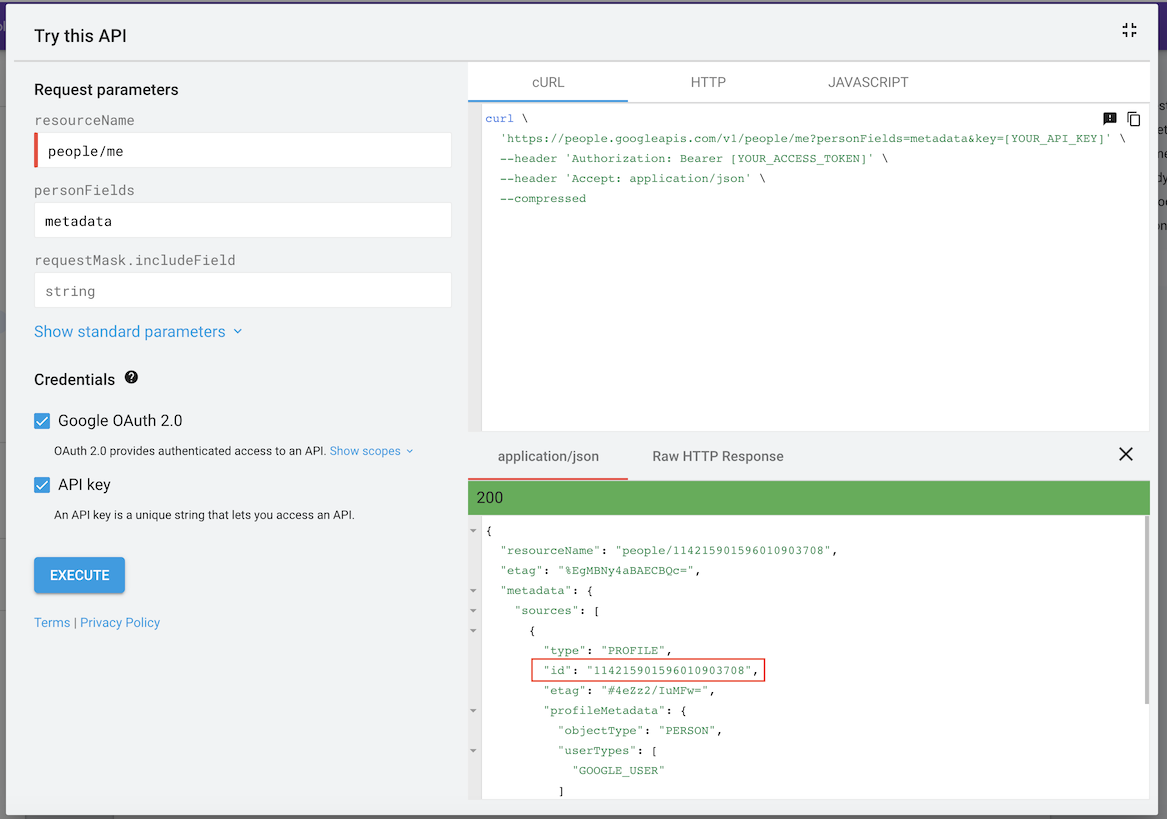 Try this API
Request parameters
resourceName
people/me
personFields
metadata
requestMask.includeField
string
Show standard parameters
Credentials
Google OAuth 2.0
OAuth 2.0 provides authenticated access to an API. Show scopes
API key
An API key is a unique string that lets you access an API.
EXECUTE
Terms | Privacy Policy
cURL HTTP JAVASCRIPT
curl \
'https://people.googleapis.com/v1/people/me?personFields=metadata&key=[YOUR_API_KEY]' \
--header 'Authorization: Bearer [YOUR_ACCESS_TOKEN]' \
--header 'Accept: application/json' \
--compressed
application/json Raw HTTP Response
200
{
"resourceName": "people/114215901596010903708",
"etag": "%EgMBNy4aBAECBQc=",
"metadata": {
"sources": [
{
"type": "PROFILE",
"id": "114215901596010903708",
"etag": "#4eZz2/IuMFw=",
"profileMetadata": {
"objectType": "PERSON",
"userTypes": [
"GOOGLE_USER"
]